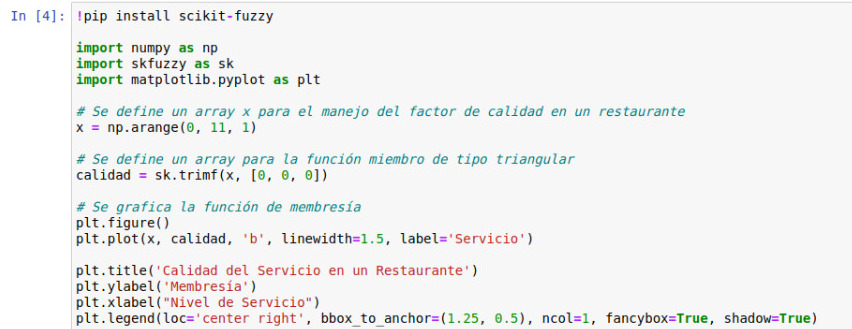 In [4]: !pip install scikit-fuzzy
import numpy as np
import skfuzzy as sk
import matplotlib.pyplot as plt
# Se define un array x para el manejo del factor de calidad en un restaurante
x = np.arange(0, 11, 1)
# Se define un array para la función miembro de tipo triangular
calidad = sk.trimf(x, [0, 0, 0])
# Se grafica la función de membresía
plt.figure()
plt.plot(x, calidad, 'b', linewidth=1.5, label='Servicio')
plt.title('Calidad del Servicio en un Restaurante')
plt.ylabel('Membresía')
plt.xlabel("Nivel de Servicio")
plt.legend(loc='center right', bbox_to_anchor=(1.25, 0.5), ncol=1, fancybox=True, shadow=True)